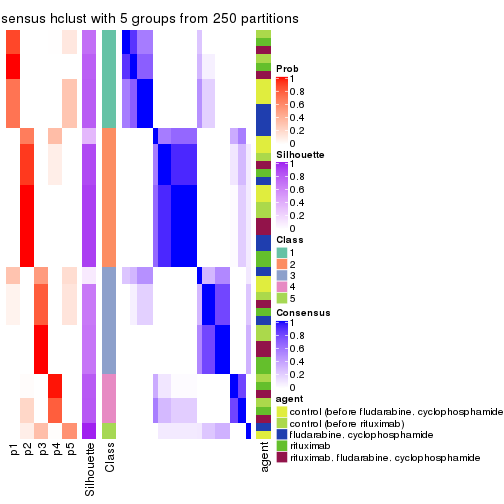 sensus hclust with 5 groups from 250 partitions
Prob
1
0.8
0.6
0.4
0.2
0
Silhouette
1
0.8
0.6
0.4
0.2
0
Class
1
2
3
4
5
Consensus
1
0.8
0.6
0.4
0.2
0
agent
control (before fludarabine, cyclophosphamide
control (before rituximab)
fludarabine, cyclophosphamide
rituximab
rituximab, fludarabine, cyclophosphamide
p1
p2
p3
p4
p5
Silhouette
Class
agent